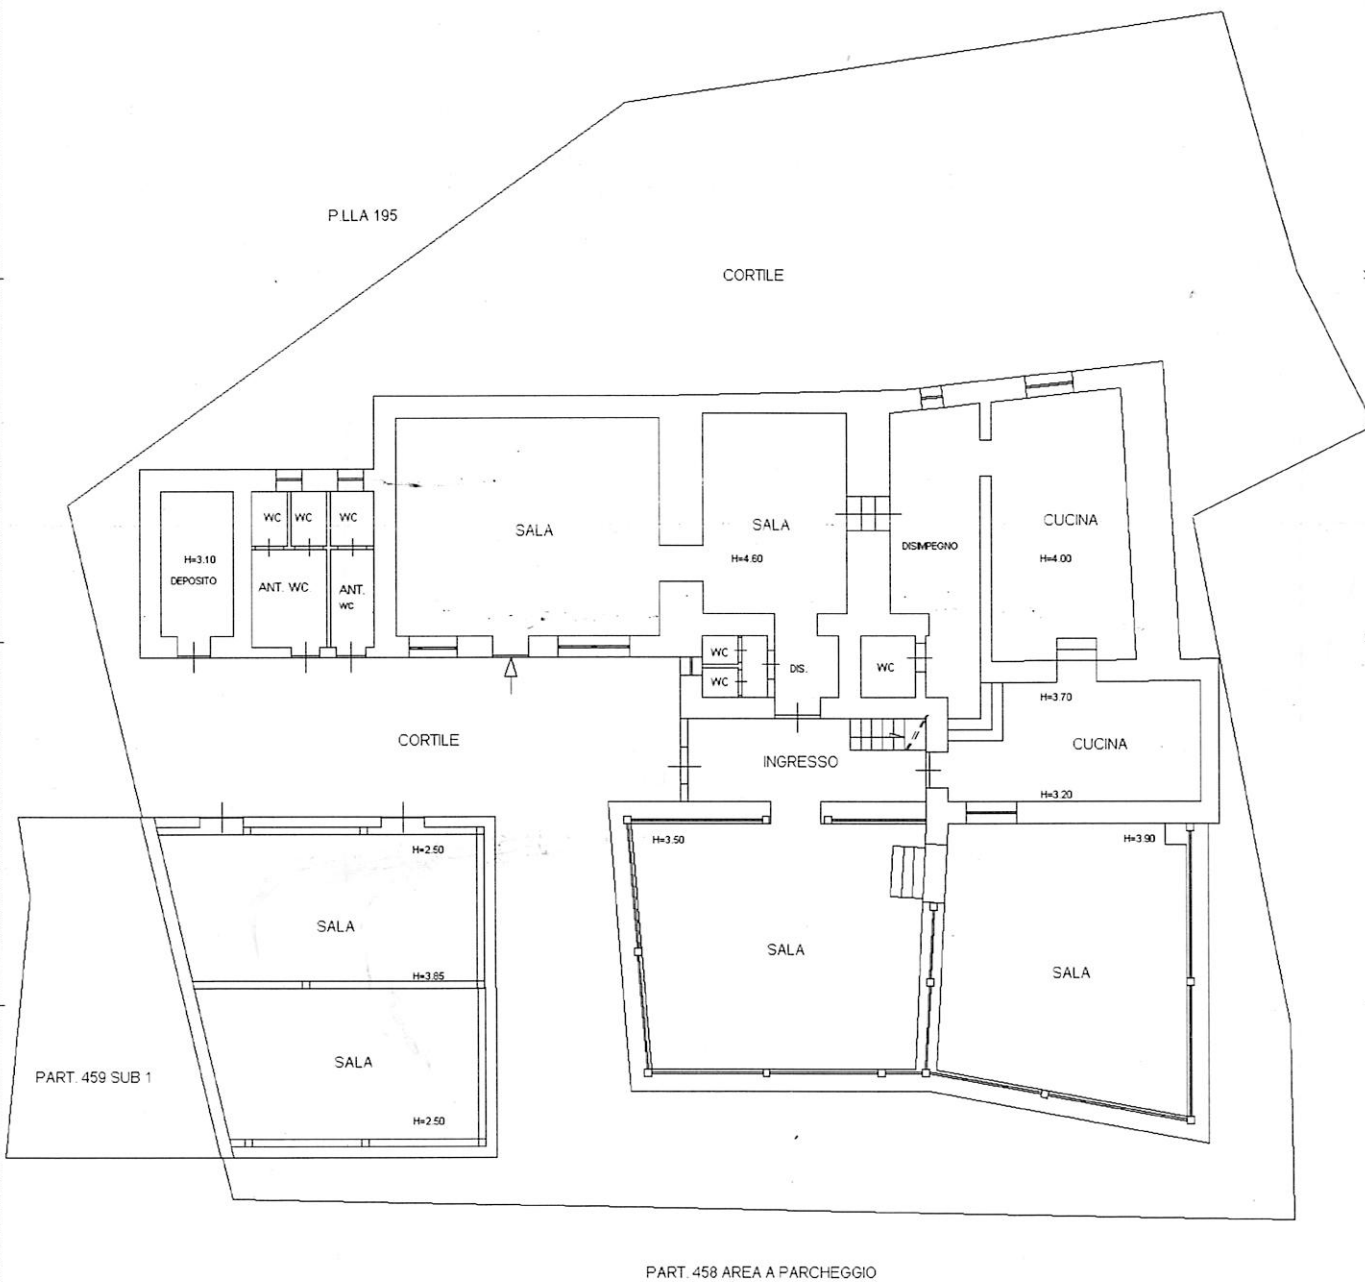 P.LLA 195
CORTILE
WC
WC
WC
SALA
SALA
CUCINA
H=3.10
DEPOSITO
ANT. WC
ANT.
WC
H=4.60
DISIMPEGNO
H=4.00
WC
WC
DIS.
WC
H=3.70
CORTILE
INGRESSO
CUCINA
H=3.20
H=2.50
H=3.50
H=3.90
SALA
SALA
SALA
H=3.85
SALA
PART. 459 SUB 1
H=2.50
PART. 458 AREA A PARCHEGGIO